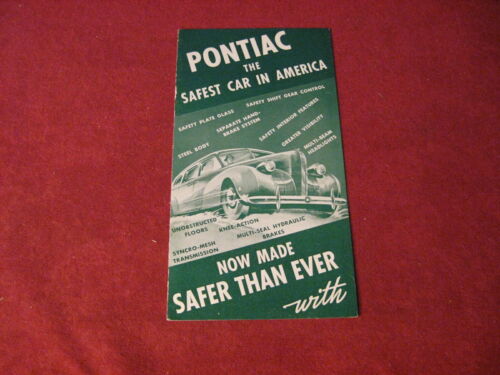 PONTIAC
THE
SAFEST CAR IN AMERICA
SAFETY PLATE GLASS
SAFETY SHIFT GEAR CONTROL
SEPARATE HAND-
BRAKE SYSTEM
SAFETY INTERIOR FEATURES
GREATER VISIBILITY
STEEL BODY
MULTI-BEAM
HEADLIGHTS
UNOBSTRUCTED
FLOORS
KNEE-ACTION
MULTI-SEAL HYDRAULIC
BRAKES
SYNCRO-MESH
TRANSMISSION
NOW MADE
SAFER THAN EVER
with